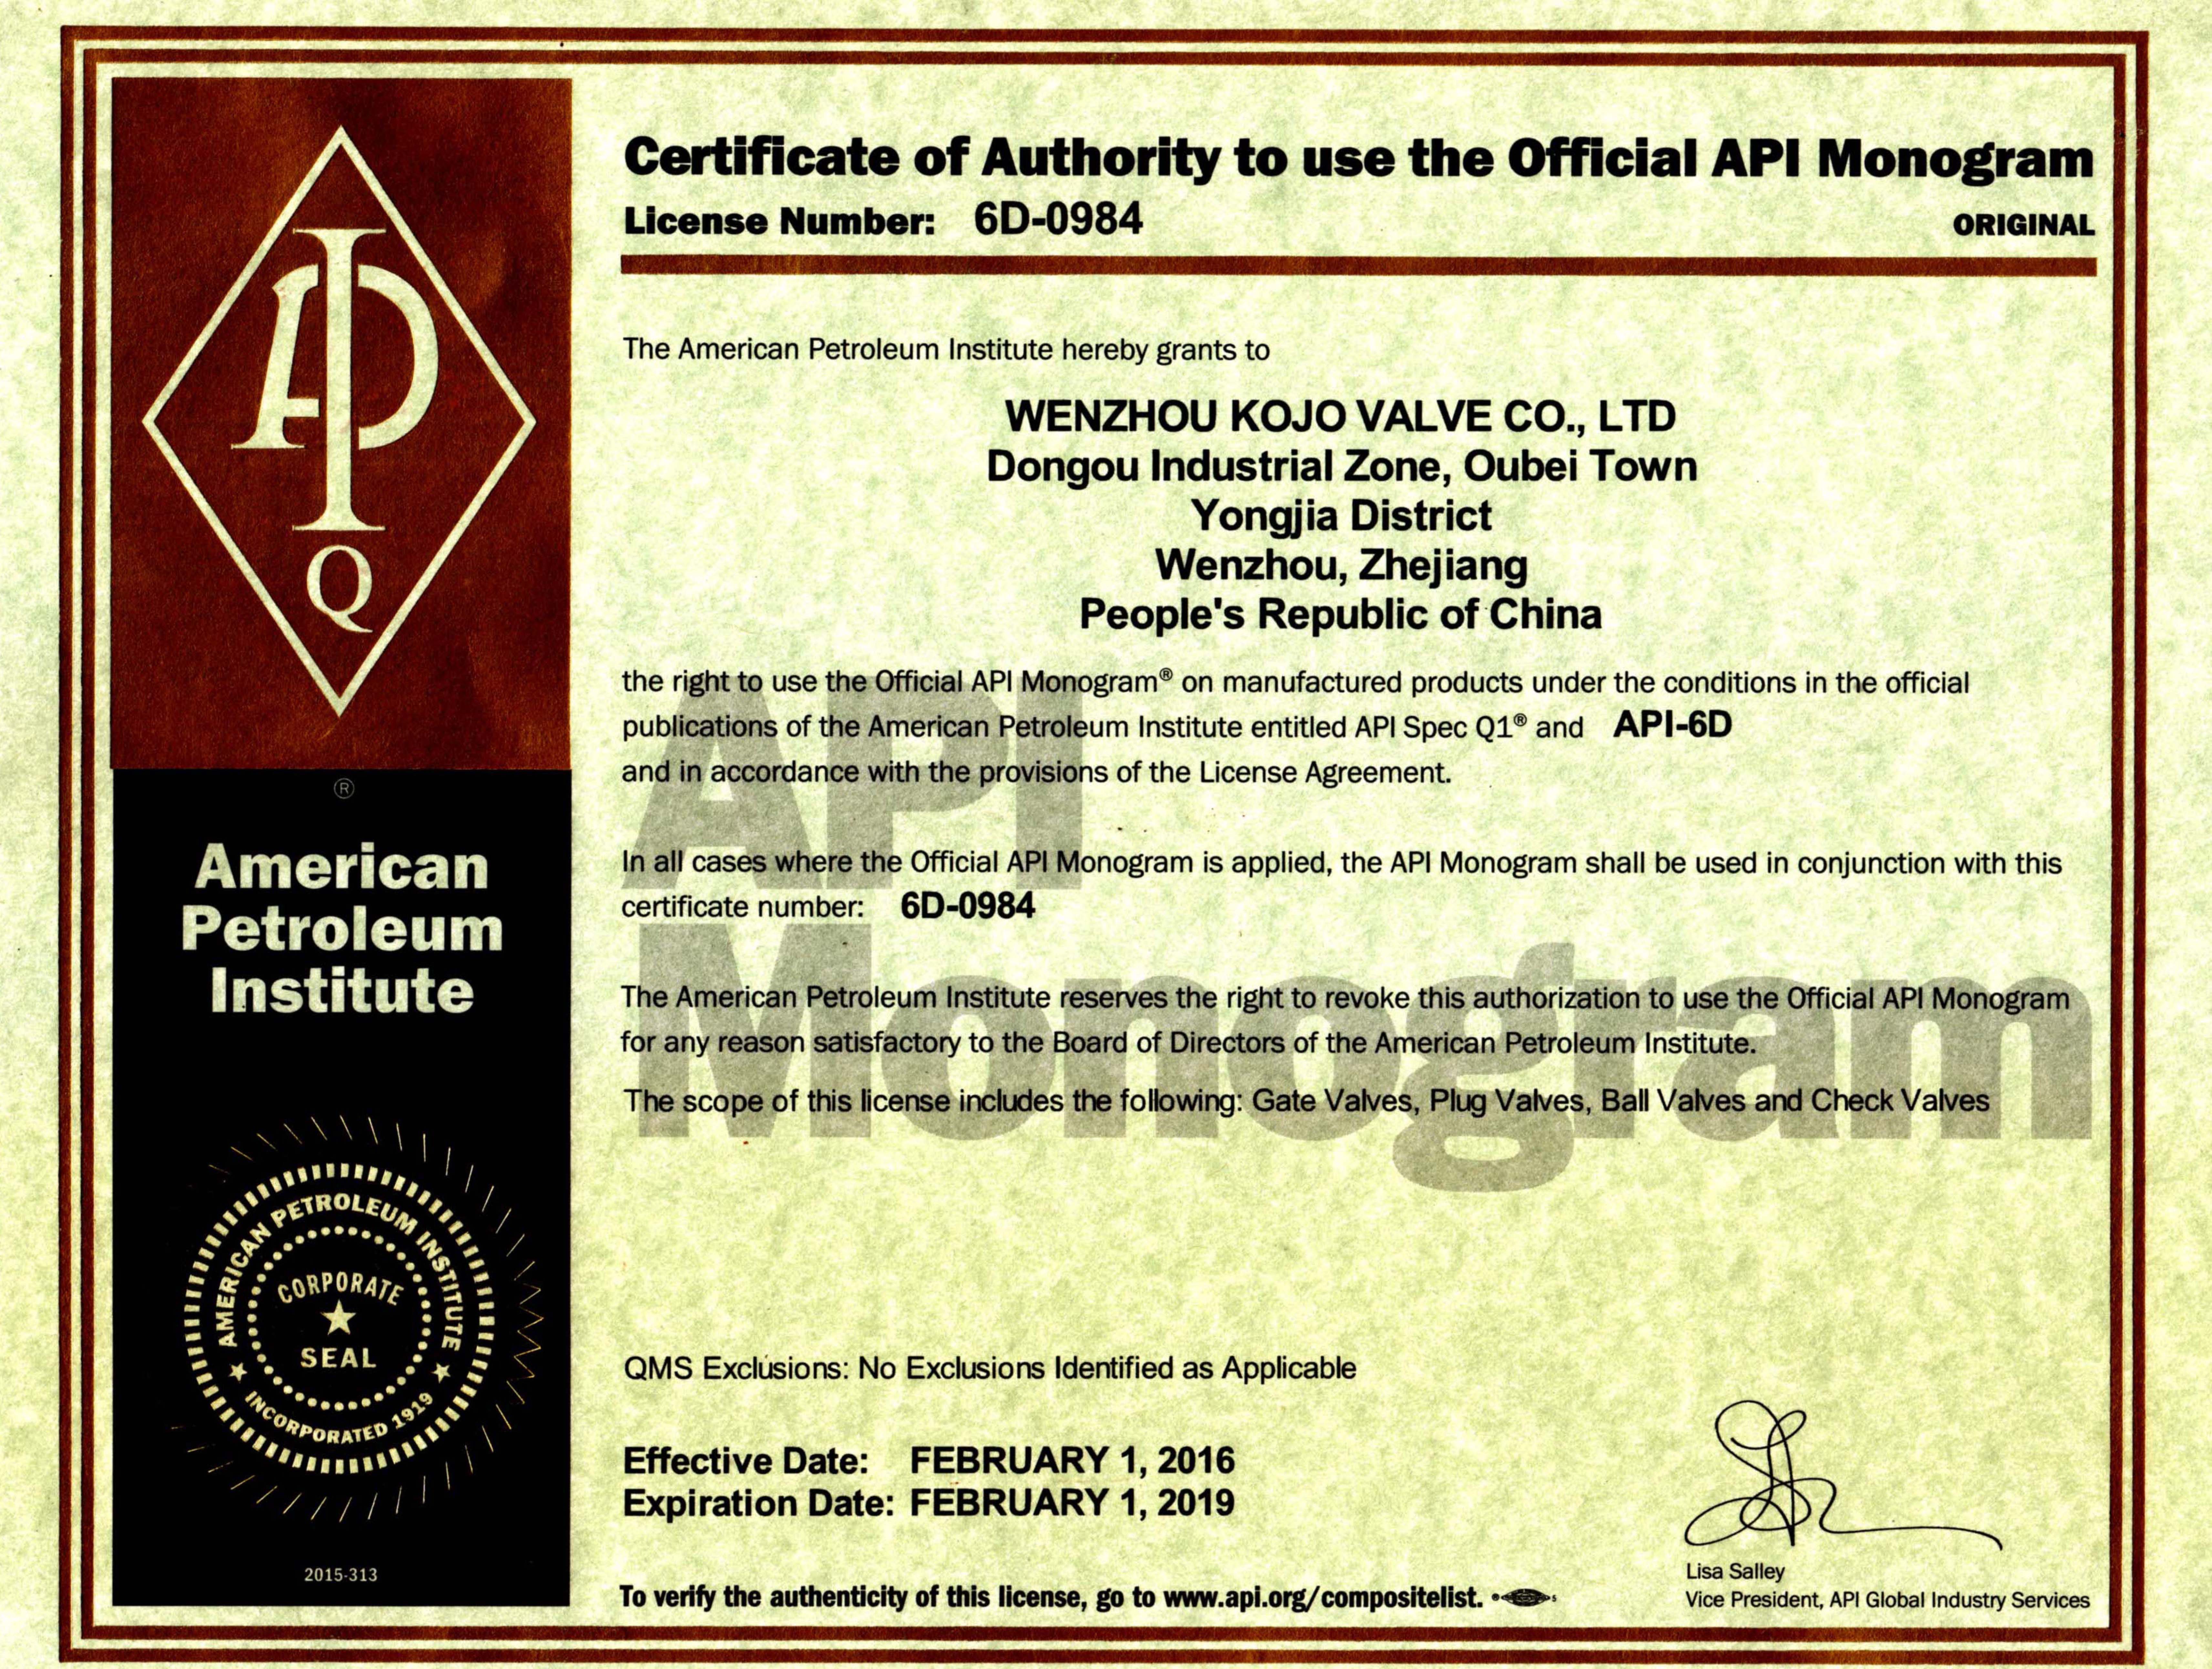 Certificate of Authority to use the Official API Monogram
License Number: 6D-0984
ORIGINAL
The American Petroleum Institute hereby grants to
WENZHOU KOJO VALVE CO., LTD
Dongou Industrial Zone, Oubei Town
Yongjia District
Wenzhou, Zhejiang
People's Republic of China
the right to use the Official API Monogram® on manufactured products under the conditions in the official
publications of the American Petroleum Institute entitled API Spec Q1® and API-6D
and in accordance with the provisions of the License Agreement.
In all cases where the Official API Monogram is applied, the API Monogram shall be used in conjunction with this
certificate number: 6D-0984
The American Petroleum Institute reserves the right to revoke this authorization to use the Official API Monogram
for any reason satisfactory to the Board of Directors of the American Petroleum Institute.
The scope of this license includes the following: Gate Valves, Plug Valves, Ball Valves and Check Valves
API
Monogram
QMS Exclusions: No Exclusions Identified as Applicable
Effective Date: FEBRUARY 1, 2016
Expiration Date: FEBRUARY 1, 2019
To verify the authenticity of this license, go to www.api.org/compositelist.
Lisa Salley
Vice President, API Global Industry Services
API
Q
®
American
Petroleum
Institute
AMERICAN PETROLEUM INSTITUTE
INCORPORATED 1919
CORPORATE
SEAL
2015-313